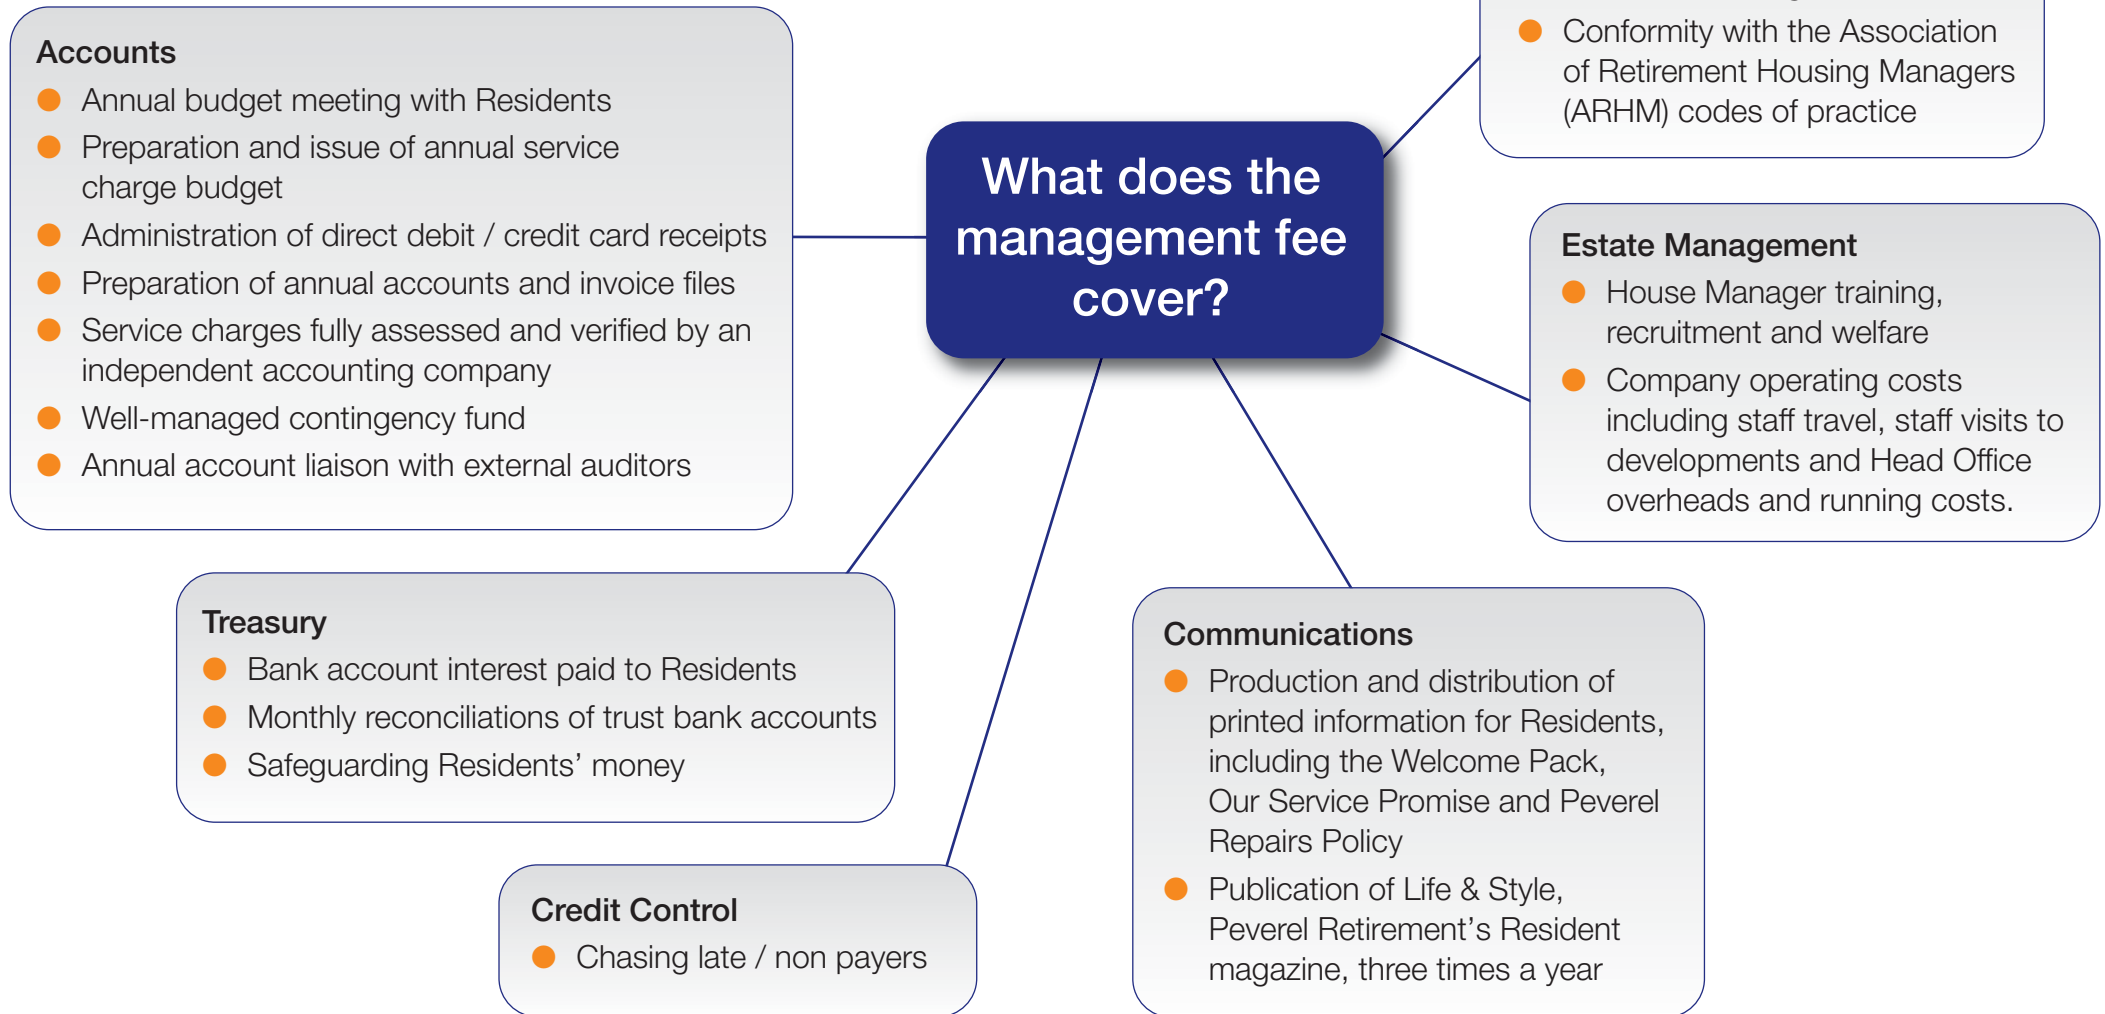 Accounts
Annual budget meeting with Residents
Preparation and issue of annual service
charge budget
Administration of direct debit / credit card receipts
Preparation of annual accounts and invoice files
Service charges fully assessed and verified by an
independent accounting company
Well-managed contingency fund
Annual account liaison with external auditors
What does the
management fee
cover?
Conformity with the Association
of Retirement Housing Managers
(ARHM) codes of practice
Estate Management
House Manager training,
recruitment and welfare
Company operating costs
including staff travel, staff visits to
developments and Head Office
overheads and running costs.
Treasury
Bank account interest paid to Residents
Monthly reconciliations of trust bank accounts
Safeguarding Residents’ money
Credit Control
Chasing late / non payers
Communications
Production and distribution of
printed information for Residents,
including the Welcome Pack,
Our Service Promise and Peverel
Repairs Policy
Publication of Life & Style,
Peverel Retirement’s Resident
magazine, three times a year